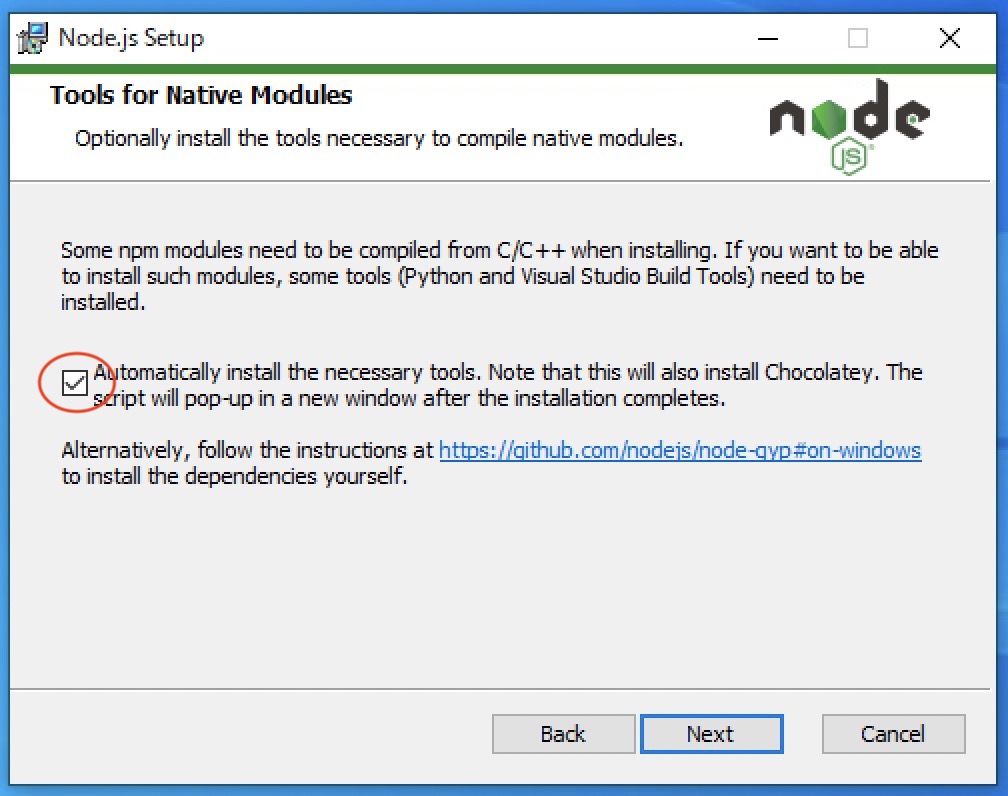 Node.js Setup
Tools for Native Modules
Optionally install the tools necessary to compile native modules.
node
JS®
Some npm modules need to be compiled from C/C++ when installing. If you want to be able
to install such modules, some tools (Python and Visual Studio Build Tools) need to be
installed.
Automatically install the necessary tools. Note that this will also install Chocolatey. The
script will pop-up in a new window after the installation completes.
Alternatively, follow the instructions at https://github.com/nodejs/node-gyp#on-windows
to install the dependencies yourself.
Back Next Cancel